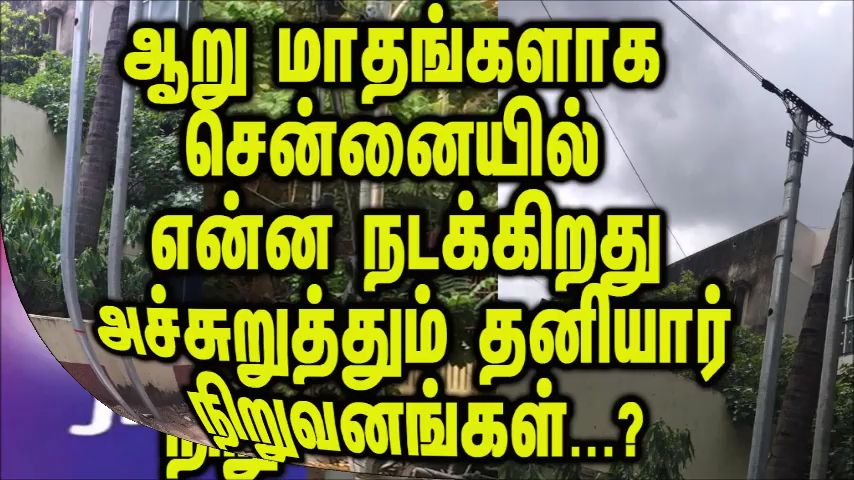 ஆறு மாதங்களாக
சென்னையில்
என்ன நடக்கிறது
அச்சுறுத்தும் தனியார்
நிறுவனங்கள்...?